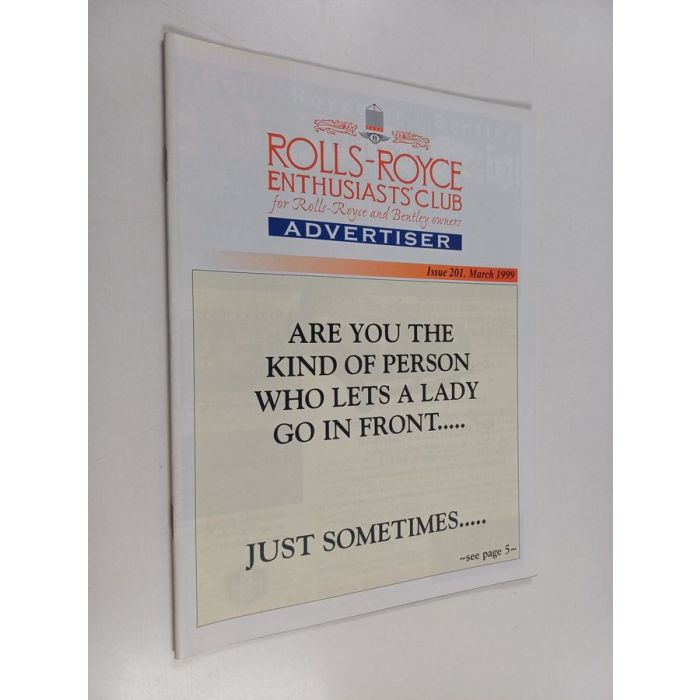 B
ROLLS-ROYCE
ENTHUSIASTS' CLUB
for Rolls-Royce and Bentley owners
ADVERTISER
Issue 201. March 1999
ARE YOU THE
KIND OF PERSON
WHO LETS A LADY
GO IN FRONT.....
JUST SOMETIMES.....
~see page 5~